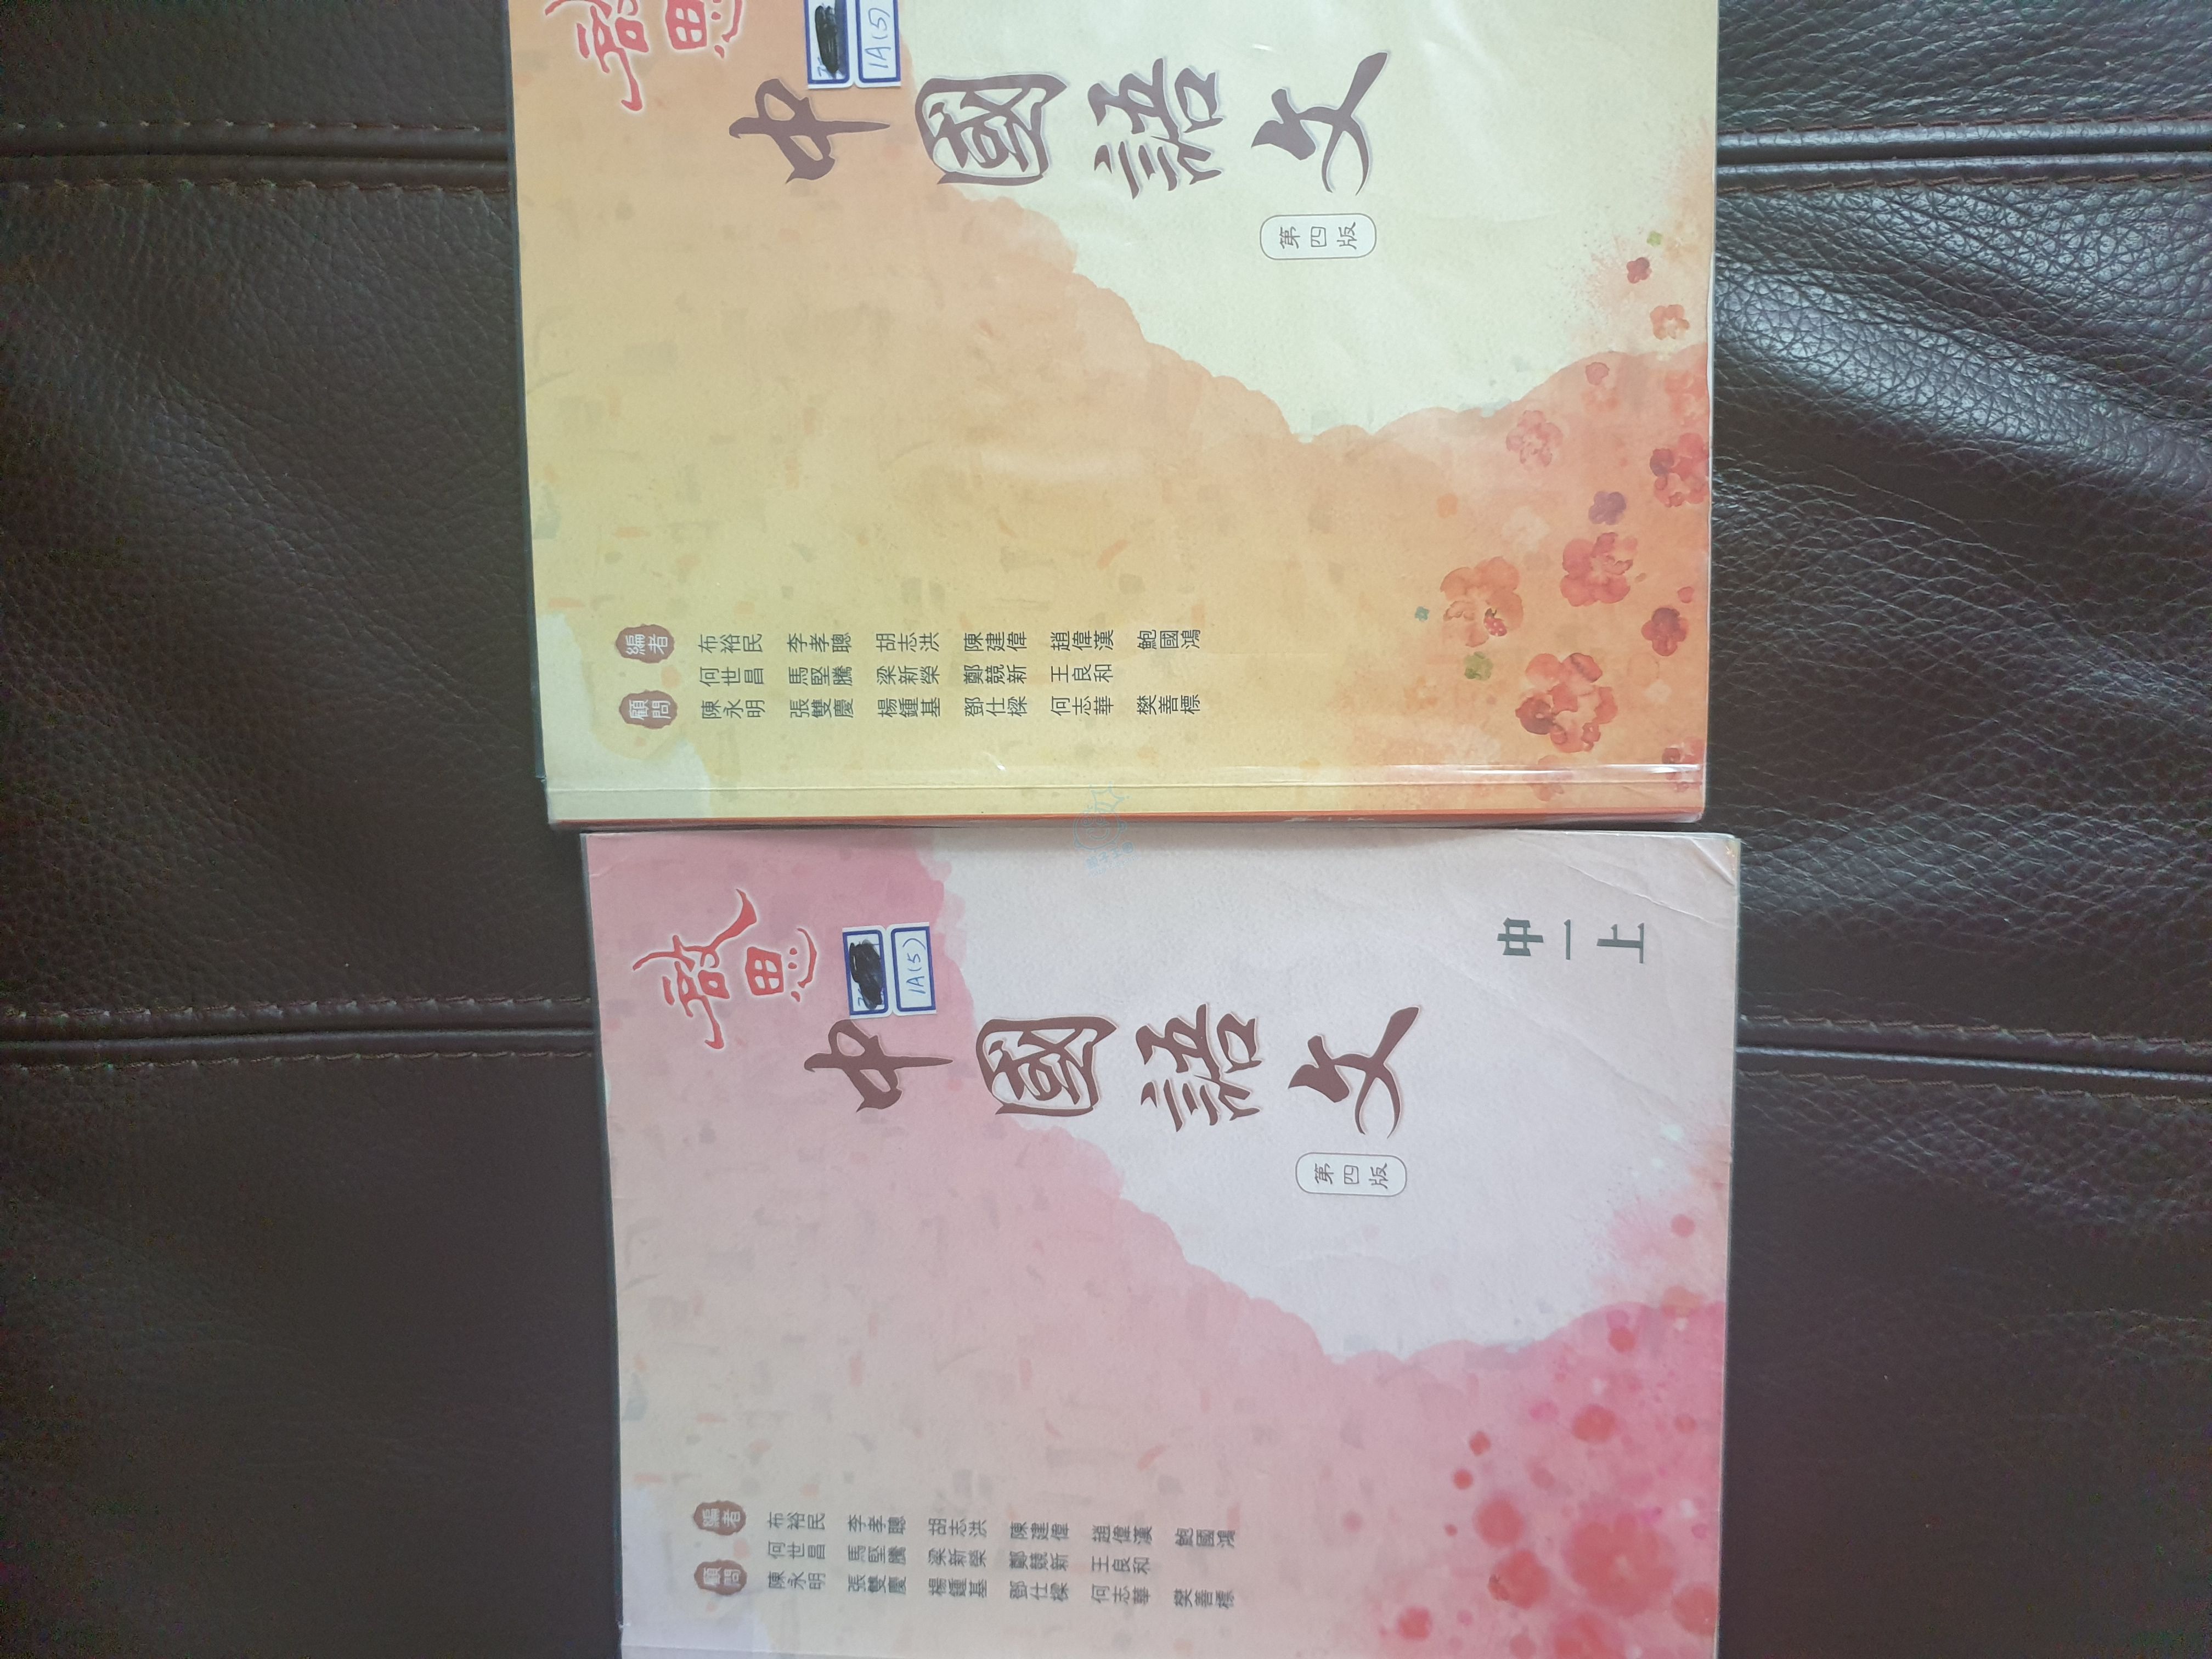 啟思
1A(5)
中國語文
第四版
中一上
編者
布裕民 李孝聰 胡志洪 陳建偉 趙偉漢 鮑國鴻
何世昌 馬堅騰 梁新榮 鄭競新 王良和
顧問
陳永明 張雙慶 楊鍾基 鄧仕樑 何志華 樊善標
啟思
1A(5)
中國語文
第四版
編者
布裕民 李孝聰 胡志洪 陳建偉 趙偉漢 鮑國鴻
何世昌 馬堅騰 梁新榮 鄭競新 王良和
顧問
陳永明 張雙慶 楊鍾基 鄧仕樑 何志華 樊善標